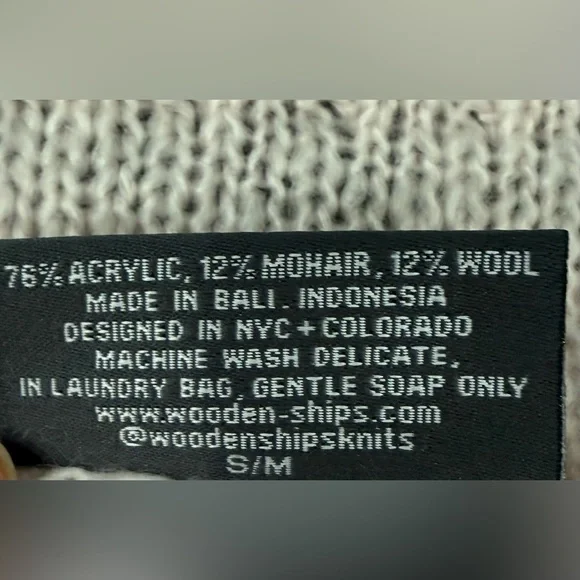 76% ACRYLIC, 12% MOHAIR, 12% WOOL
MADE IN BALI. INDONESIA
DESIGNED IN NYC+COLORADO
MACHINE WASH DELICATE,
IN LAUNDRY BAG, GENTLE SOAP ONLY
www.wooden-ships.com
@woodenshipsknits
S/M